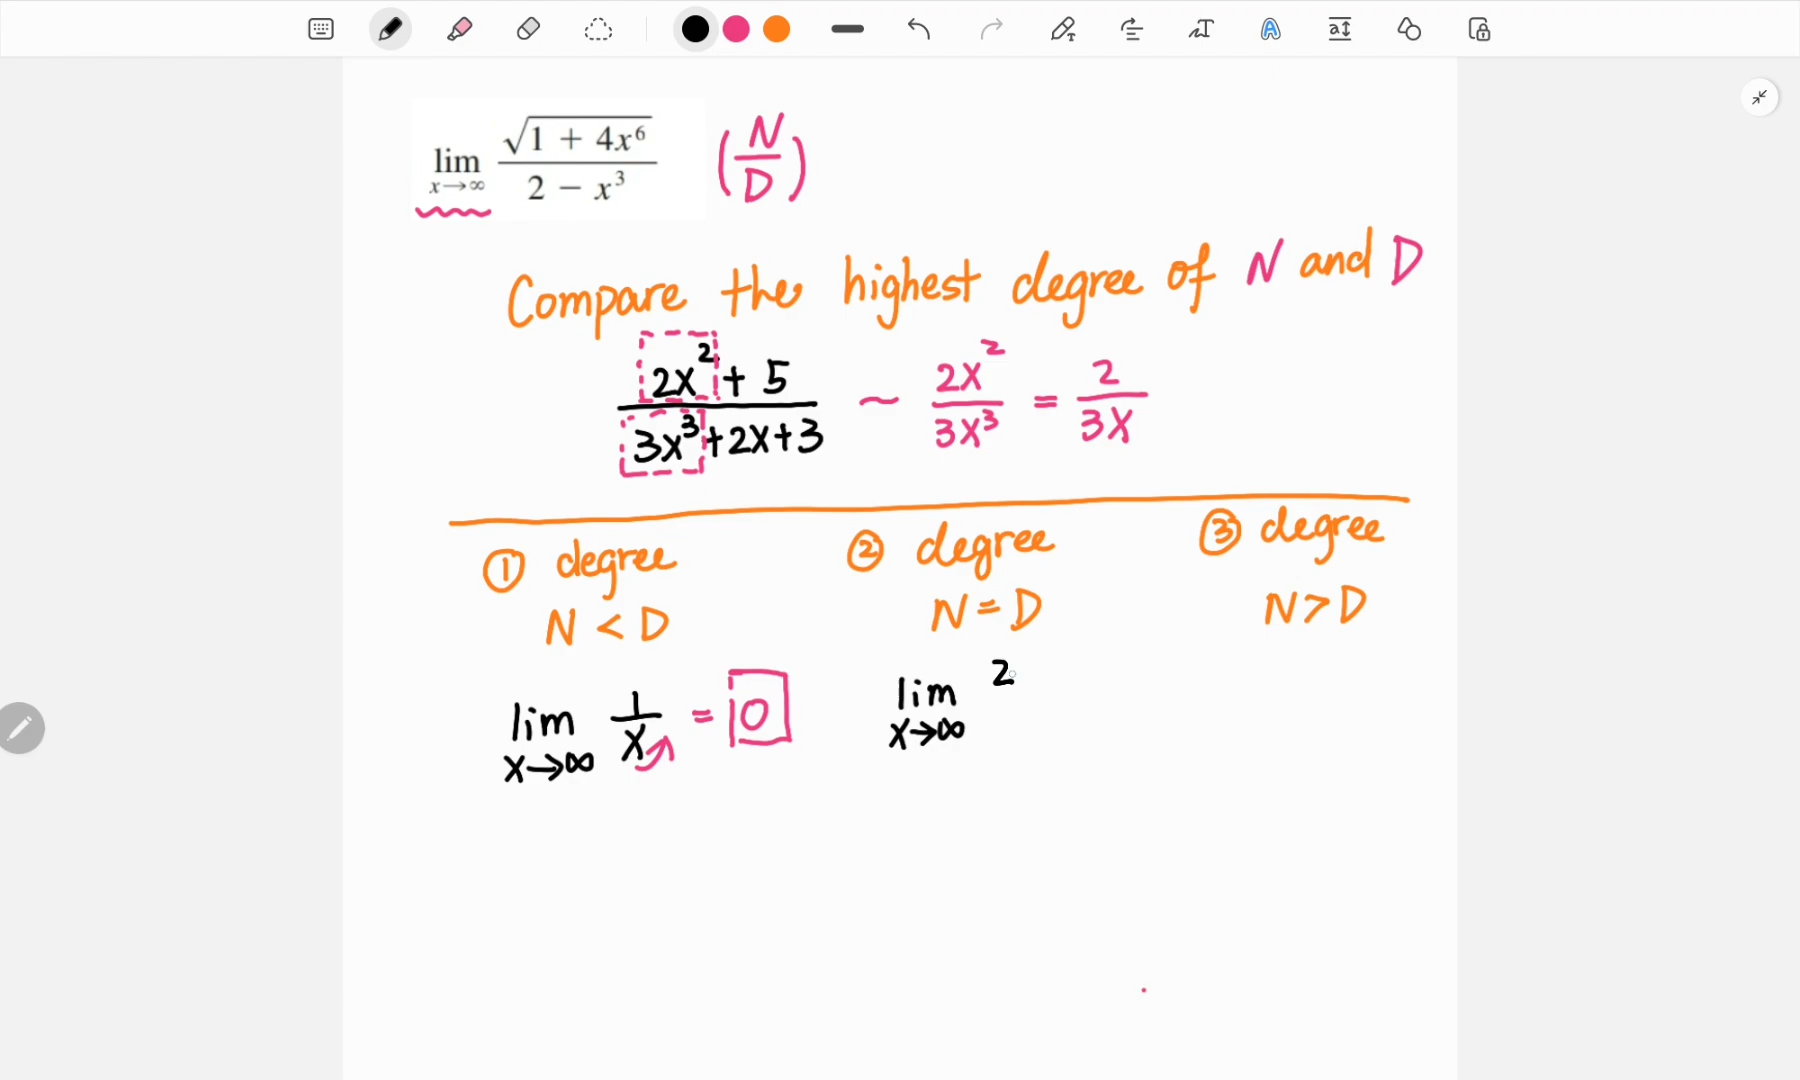 lim x→∞ √(1 + 4x⁶) / (2 − x³) (N/D)
Compare the highest degree of N and D
(2x² + 5) / (3x³ + 2x + 3) ~ 2x² / 3x³ = 2 / 3x
① degree ② degree ③ degree
N < D N = D N > D
lim x→∞ 1/x = 0 lim x→∞ 2